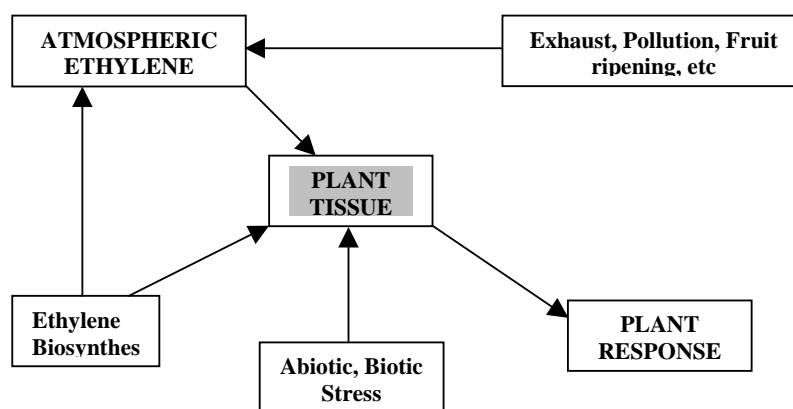 ATMOSPHERIC
ETHYLENE
Exhaust, Pollution, Fruit
ripening, etc
PLANT
TISSUE
Ethylene
Biosynthes
Abiotic, Biotic
Stress
PLANT
RESPONSE